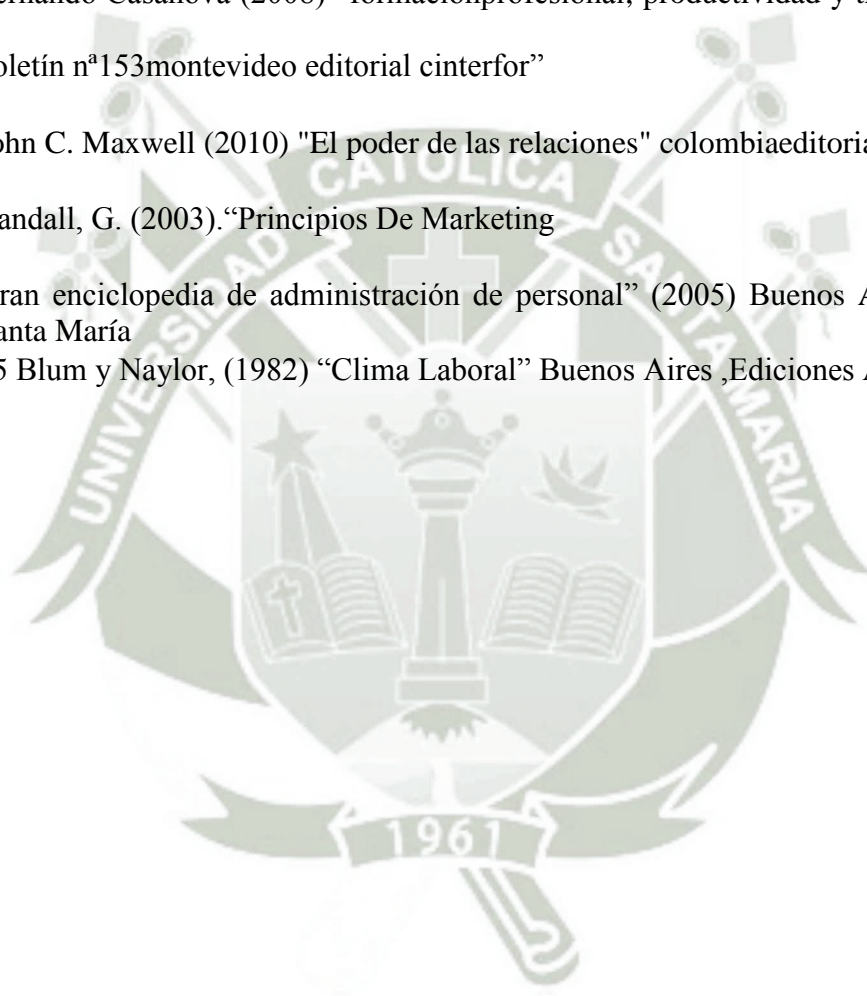 ernando Casanova (2008) "formaciónprofesional, productividad y
oletín nª153montevideo editorial cinterfor”
ohn C. Maxwell (2010) "El poder de las relaciones" colombiaeditoria
andall, G. (2003).“Principios De Marketing
ran enciclopedia de administración de personal” (2005) Buenos A
anta María
5 Blum y Naylor, (1982) “Clima Laboral” Buenos Aires ,Ediciones
UNIVERSIDAD CATOLICA SANTA MARIA
1961